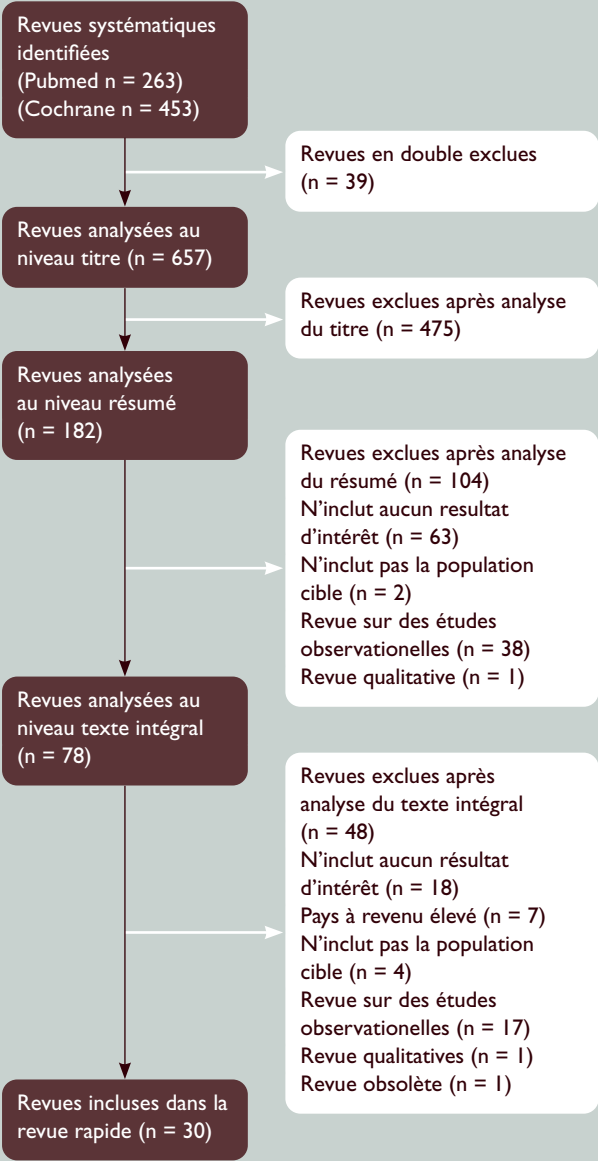 Revues systématiques
identifiées
(Pubmed n = 263)
(Cochrane n = 453)
Revues en double exclues
(n = 39)
Revues analysées au
niveau titre (n = 657)
Revues exclues après analyse
du titre (n = 475)
Revues analysées
au niveau résumé
(n = 182)
Revues exclues après analyse
du résumé (n = 104)
N’inclut aucun resultat
d’intérêt (n = 63)
N’inclut pas la population
cible (n = 2)
Revue sur des études
observationelles (n = 38)
Revue qualitative (n = 1)
Revues analysées au
niveau texte intégral
(n = 78)
Revues exclues après
analyse du texte intégral
(n = 48)
N’inclut aucun résultat
d’intérêt (n = 18)
Pays à revenu élevé (n = 7)
N’inclut pas la population
cible (n = 4)
Revue sur des études
observationelles (n = 17)
Revue qualitatives (n = 1)
Revue obsolète (n = 1)
Revues incluses dans la
revue rapide (n = 30)